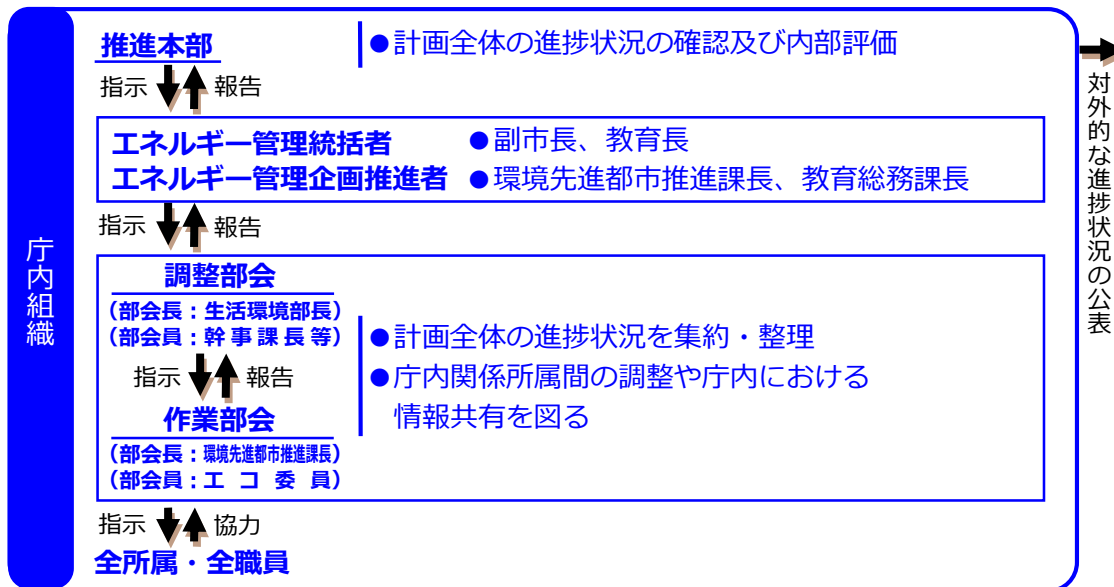 庁内組織
推進本部
●計画全体の進捗状況の確認及び内部評価
指示 報告
エネルギー管理統括者 ●副市長、教育長
エネルギー管理企画推進者 ●環境先進都市推進課長、教育総務課長
指示 報告
調整部会
(部会長:生活環境部長)
(部会員:幹事課長等)
●計画全体の進捗状況を集約・整理
●庁内関係所属間の調整や庁内における
情報共有を図る
指示 報告
作業部会
(部会長:環境先進都市推進課長)
(部会員:エコ委員)
指示 協力
全所属・全職員
対外的な進捗状況の公表